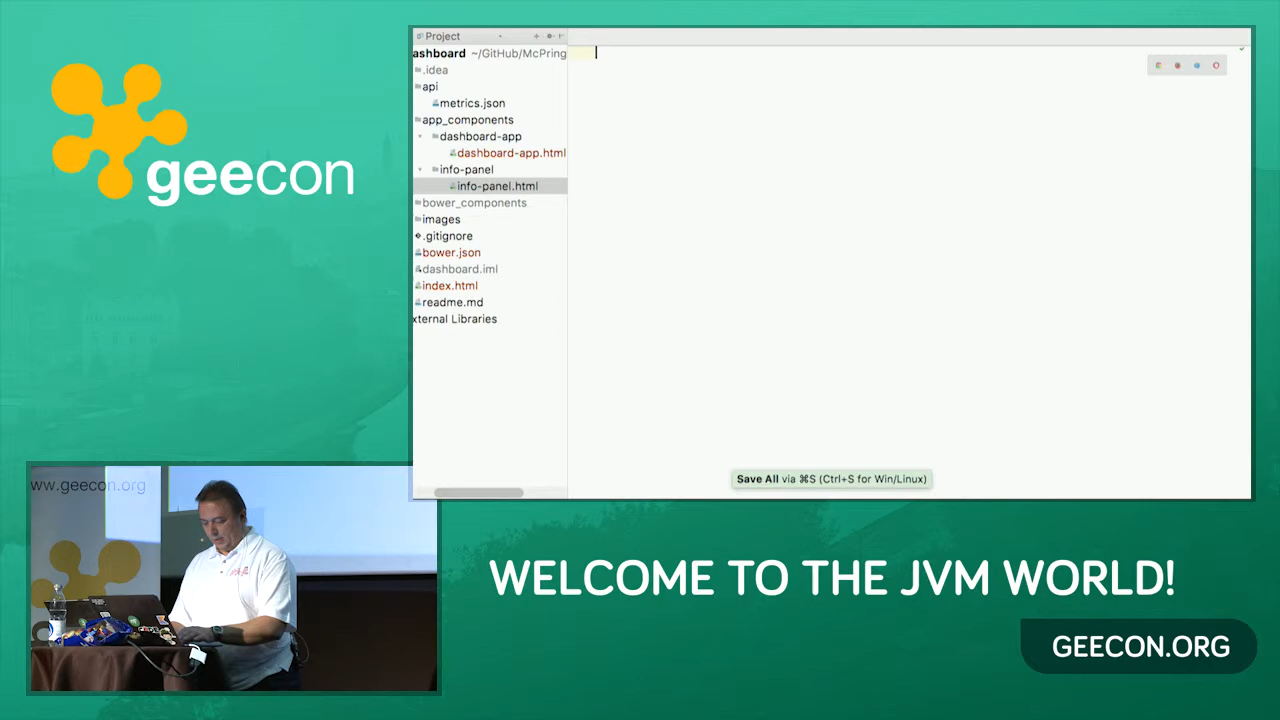 geecon
Project
ashboard ~/GitHub/McPring
.idea
api
metrics.json
app_components
dashboard-app
dashboard-app.html
info-panel
info-panel.html
bower_components
images
.gitignore
bower.json
dashboard.iml
index.html
readme.md
xternal Libraries
Save All via ⌘S (Ctrl+S for Win/Linux)
ww.geecon.org
WELCOME TO THE JVM WORLD!
GEECON.ORG